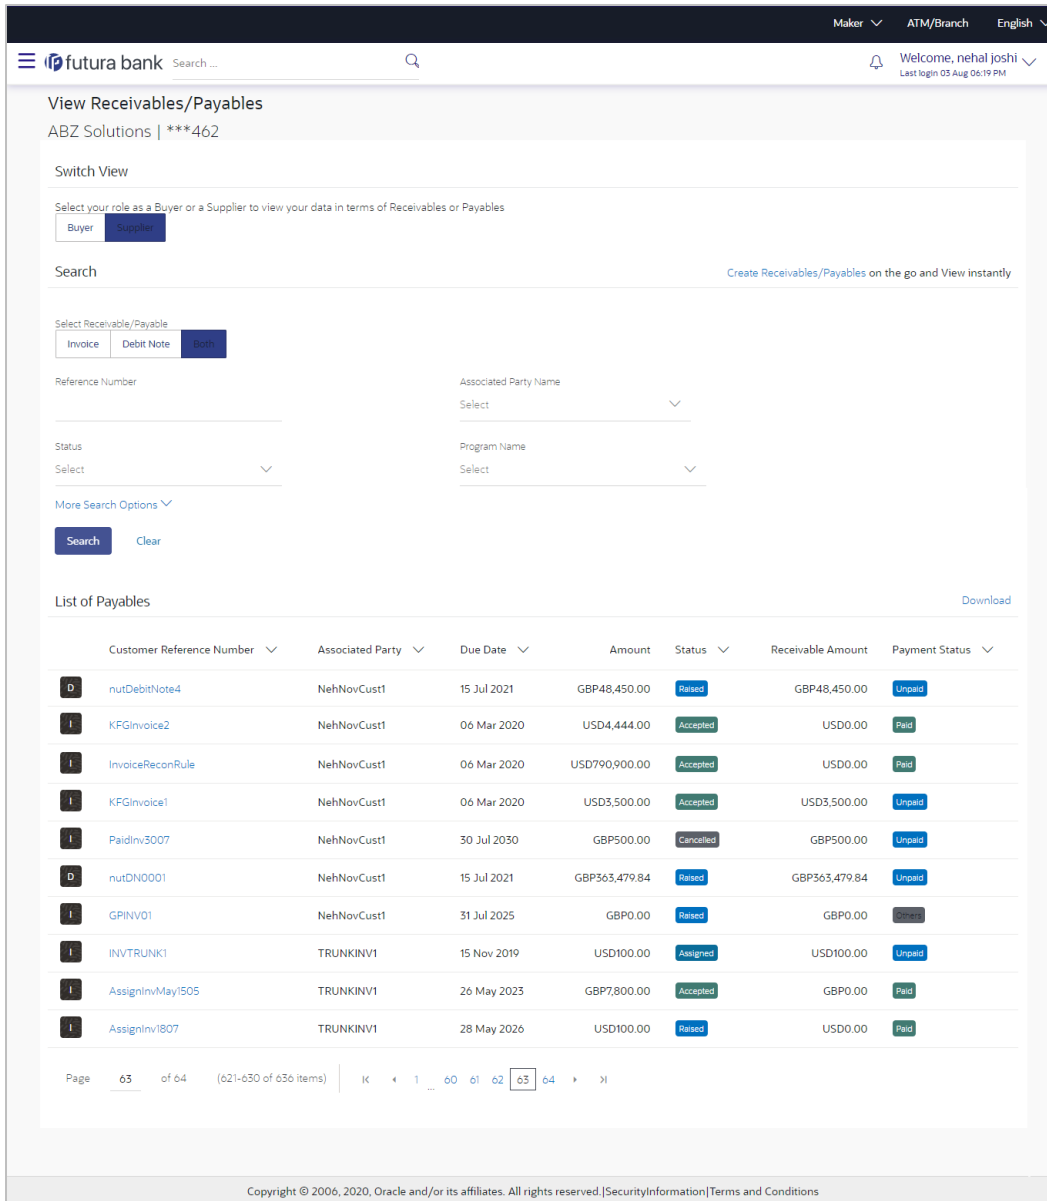 Maker ATM/Branch English
futura bank Search ... Welcome, nehal joshi
Last login 03 Aug 06:19 PM
View Receivables/Payables
ABZ Solutions | ***462
Switch View
Select your role as a Buyer or a Supplier to view your data in terms of Receivables or Payables
Buyer Supplier
Search Create Receivables/Payables on the go and View instantly
Select Receivable/Payable
Invoice Debit Note Both
Reference Number Associated Party Name
Select
Status Program Name
Select Select
More Search Options
Search Clear
List of Payables Download
Customer Reference Number Associated Party Due Date Amount Status Receivable Amount Payment Status
D nutDebitNote4 NehNovCust1 15 Jul 2021 GBP48,450.00 Raised GBP48,450.00 Unpaid
I KFGInvoice2 NehNovCust1 06 Mar 2020 USD4,444.00 Accepted USD0.00 Paid
I InvoiceReconRule NehNovCust1 06 Mar 2020 USD790,900.00 Accepted USD0.00 Paid
I KFGInvoice1 NehNovCust1 06 Mar 2020 USD3,500.00 Accepted USD3,500.00 Unpaid
I PaidInv3007 NehNovCust1 30 Jul 2030 GBP500.00 Cancelled GBP500.00 Unpaid
D nutDN0001 NehNovCust1 15 Jul 2021 GBP363,479.84 Raised GBP363,479.84 Unpaid
I GPINV01 NehNovCust1 31 Jul 2025 GBP0.00 Raised GBP0.00 Others
I INVTRUNK1 TRUNKINV1 15 Nov 2019 USD100.00 Assigned USD100.00 Unpaid
I AssignInvMay1505 TRUNKINV1 26 May 2023 GBP7,800.00 Accepted GBP0.00 Paid
I AssignInv1807 TRUNKINV1 28 May 2026 USD100.00 Raised USD0.00 Paid
Page 63 of 64 (621-630 of 636 items) 1 ... 60 61 62 63 64
Copyright © 2006, 2020, Oracle and/or its affiliates. All rights reserved.|SecurityInformation|Terms and Conditions